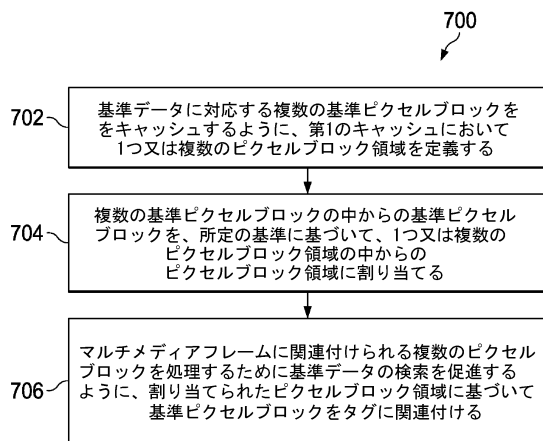 700
702
基準データに対応する複数の基準ピクセルブロックを
をキャッシュするように、第1のキャッシュにおいて
1つ又は複数のピクセルブロック領域を定義する
704
複数の基準ピクセルブロックの中からの基準ピクセル
ブロックを、所定の基準に基づいて、1つ又は複数の
ピクセルブロック領域の中からの
ピクセルブロック領域に割り当てる
706
マルチメディアフレームに関連付けられる複数のピクセル
ブロックを処理するために基準データの検索を促進する
ように、割り当てられたピクセルブロック領域に基づいて
基準ピクセルブロックをタグに関連付ける